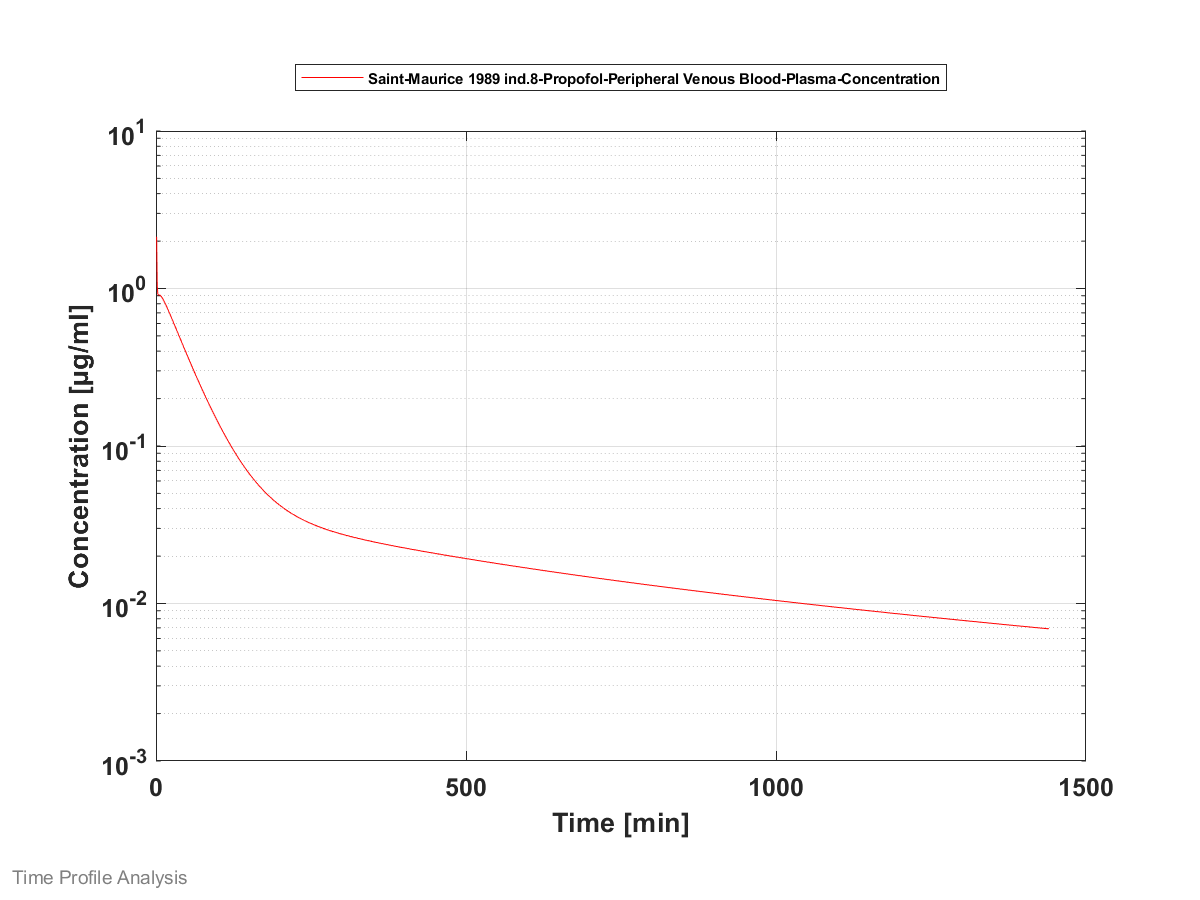 Saint-Maurice 1989 ind.8-Propofol-Peripheral Venous Blood-Plasma-Concentration
10^1
10^0
10^-1
10^-2
10^-3
Concentration [µg/ml]
0 500 1000 1500
Time [min]
Time Profile Analysis